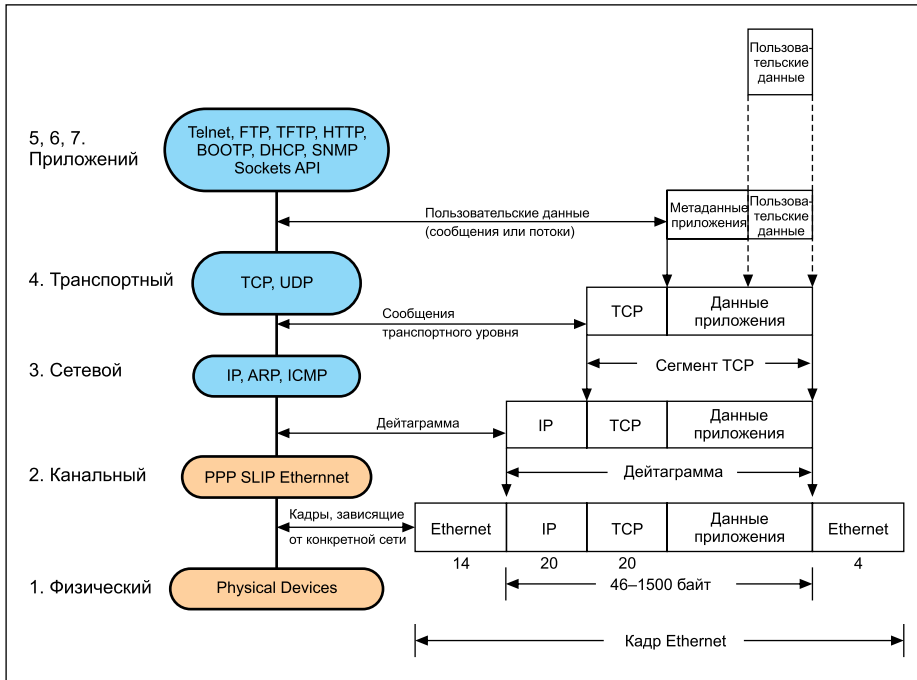 Пользова-
тельские
данные
5, 6, 7.
Приложений
Telnet, FTP, TFTP, HTTP,
BOOTP, DHCP, SNMP
Sockets API
Пользовательские данные
(сообщения или потоки)
Метаданные
приложения
Пользова-
тельские
данные
4. Транспортный
TCP, UDP
Сообщения
транспортного уровня
TCP
Данные
приложения
Сегмент TCP
3. Сетевой
IP, ARP, ICMP
Дейтаграмма
IP
TCP
Данные
приложения
Дейтаграмма
2. Канальный
PPP SLIP Ethernnet
Кадры, зависящие
от конкретной сети
Ethernet
IP
TCP
Данные
приложения
Ethernet
14
20
20
4
46–1500 байт
1. Физический
Physical Devices
Кадр Ethernet